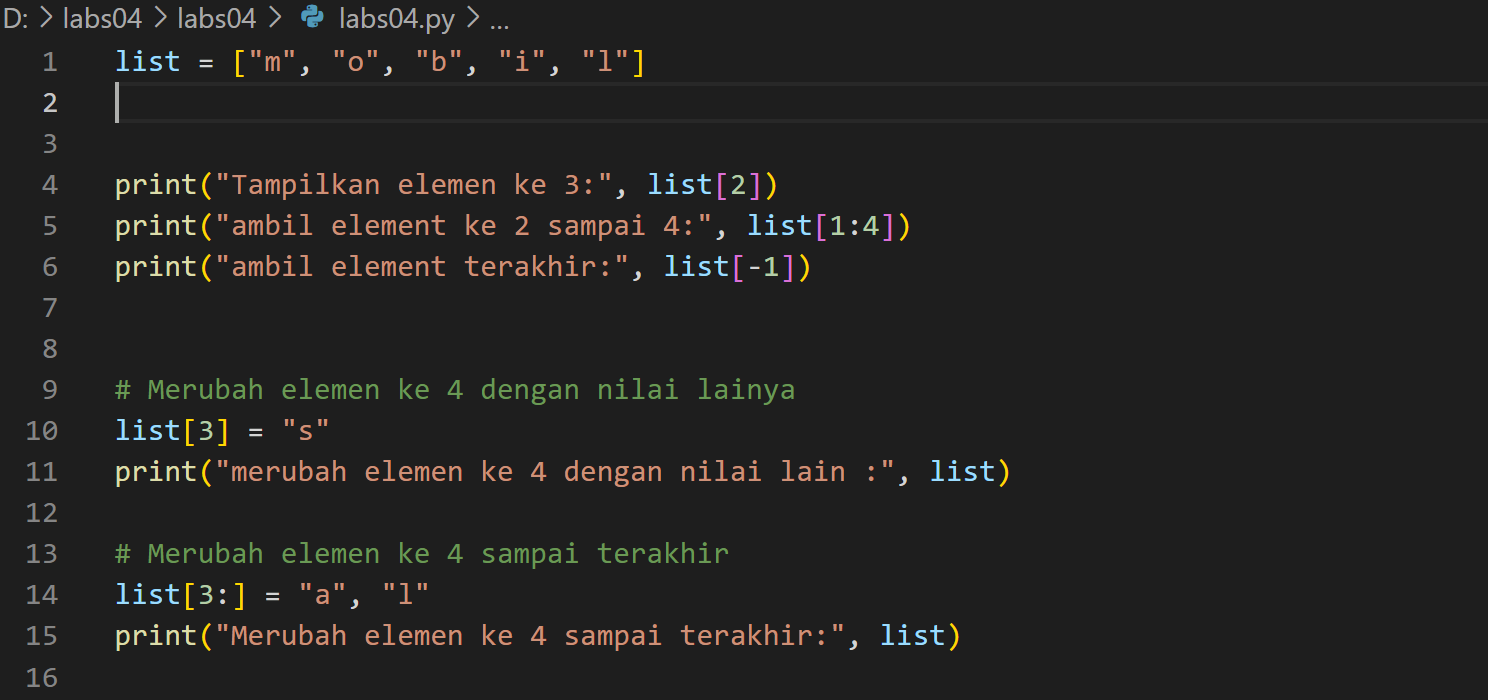 D: > labs04 > labs04 > labs04.py > ...
1 list = ["m", "o", "b", "i", "l"]
2
3
4 print("Tampilkan elemen ke 3:", list[2])
5 print("ambil element ke 2 sampai 4:", list[1:4])
6 print("ambil element terakhir:", list[-1])
7
8
9 # Merubah elemen ke 4 dengan nilai lainya
10 list[3] = "s"
11 print("merubah elemen ke 4 dengan nilai lain :", list)
12
13 # Merubah elemen ke 4 sampai terakhir
14 list[3:] = "a", "l"
15 print("Merubah elemen ke 4 sampai terakhir:", list)
16